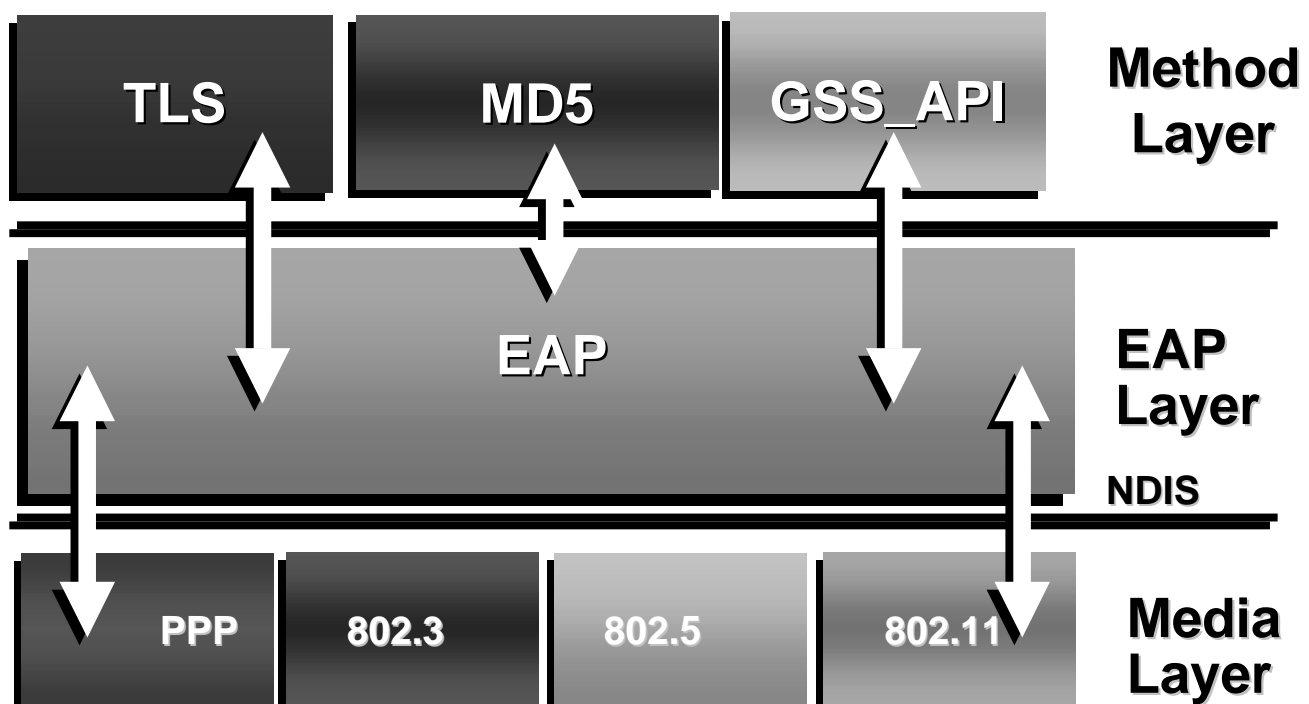 TLS
MD5
GSS_API
Method
Layer
EAP
EAP
Layer
NDIS
PPP
802.3
802.5
802.11
Media
Layer